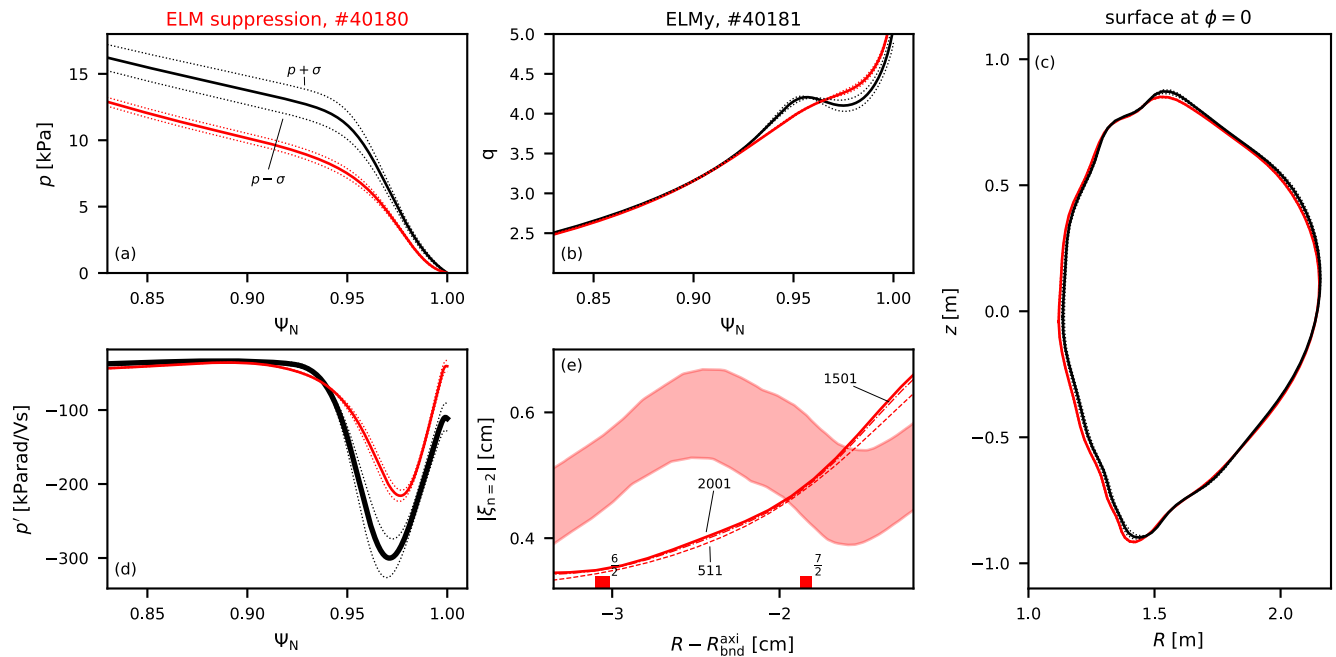 ELM suppression, #40180
ELMy, #40181
surface at ϕ = 0
p [kPa]
15
10
5
0
p + σ
p − σ
(a)
0.85 0.90 0.95 1.00
Ψ_N
q
5.0
4.5
4.0
3.5
3.0
2.5
(b)
0.85 0.90 0.95 1.00
Ψ_N
z [m]
1.0
0.5
0.0
−0.5
−1.0
(c)
1.0 1.5 2.0
R [m]
p′ [kParad/Vs]
−100
−200
−300
(d)
0.85 0.90 0.95 1.00
Ψ_N
|ξ_{n=2}| [cm]
0.6
0.4
(e)
1501
2001
511
6/2
7/2
−3 −2
R − R_bnd^axi [cm]